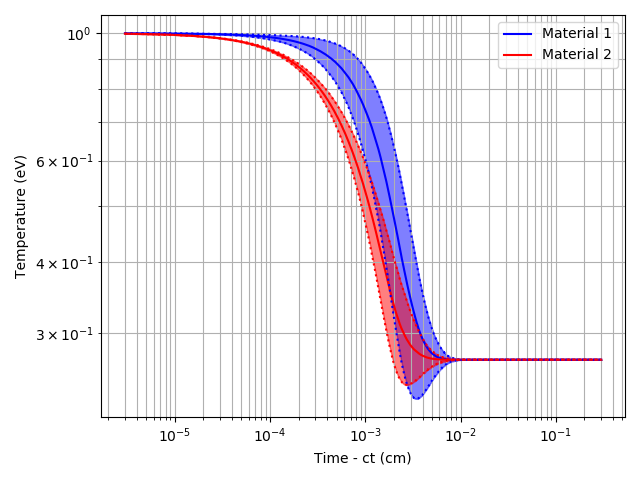 Material 1
Material 2
10⁰
6 × 10⁻¹
4 × 10⁻¹
3 × 10⁻¹
Temperature (eV)
10⁻⁵
10⁻⁴
10⁻³
10⁻²
10⁻¹
Time - ct (cm)